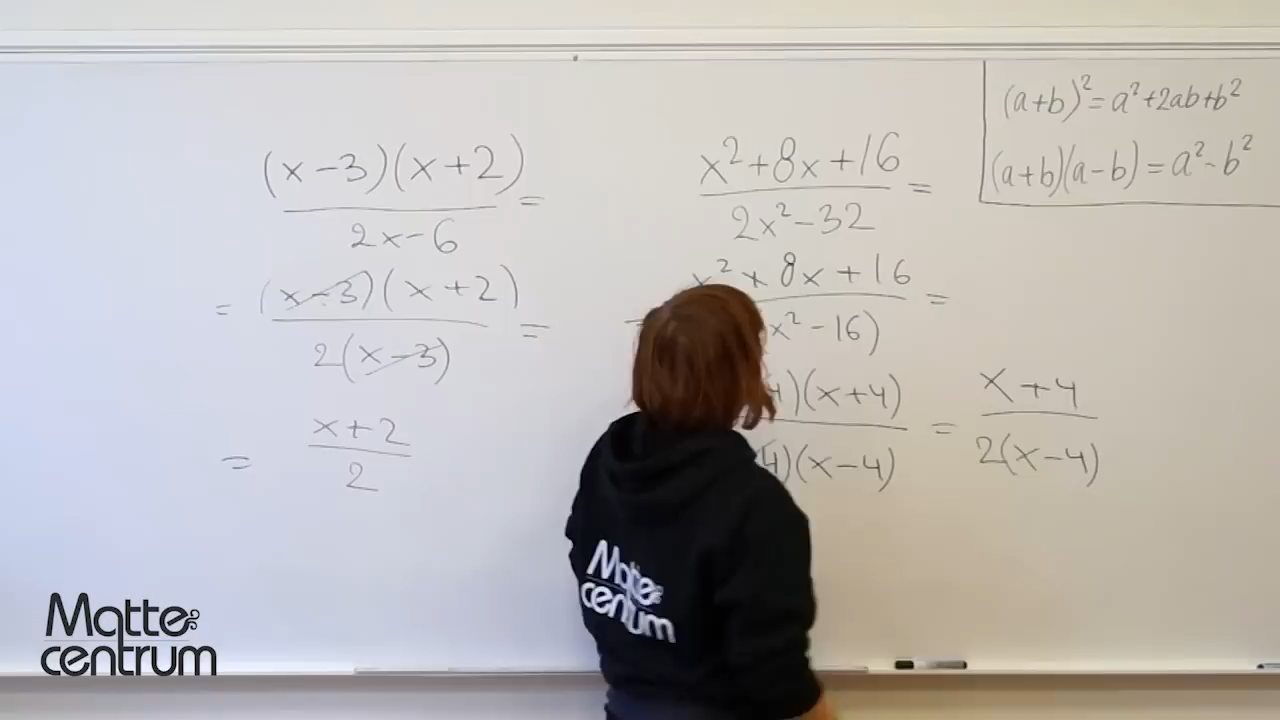 (x-3)(x+2)
2x-6
=
= (x-3)(x+2)
2(x-3)
=
= x+2
2
x²+8x+16
2x²-32
=
x² x 8x+16
x²-16)
=
4)(x+4)
4)(x-4)
= x+4
2(x-4)
(a+b)²=a²+2ab+b²
(a+b)(a-b)=a²-b²
Matte
centrum
Matte
centrum